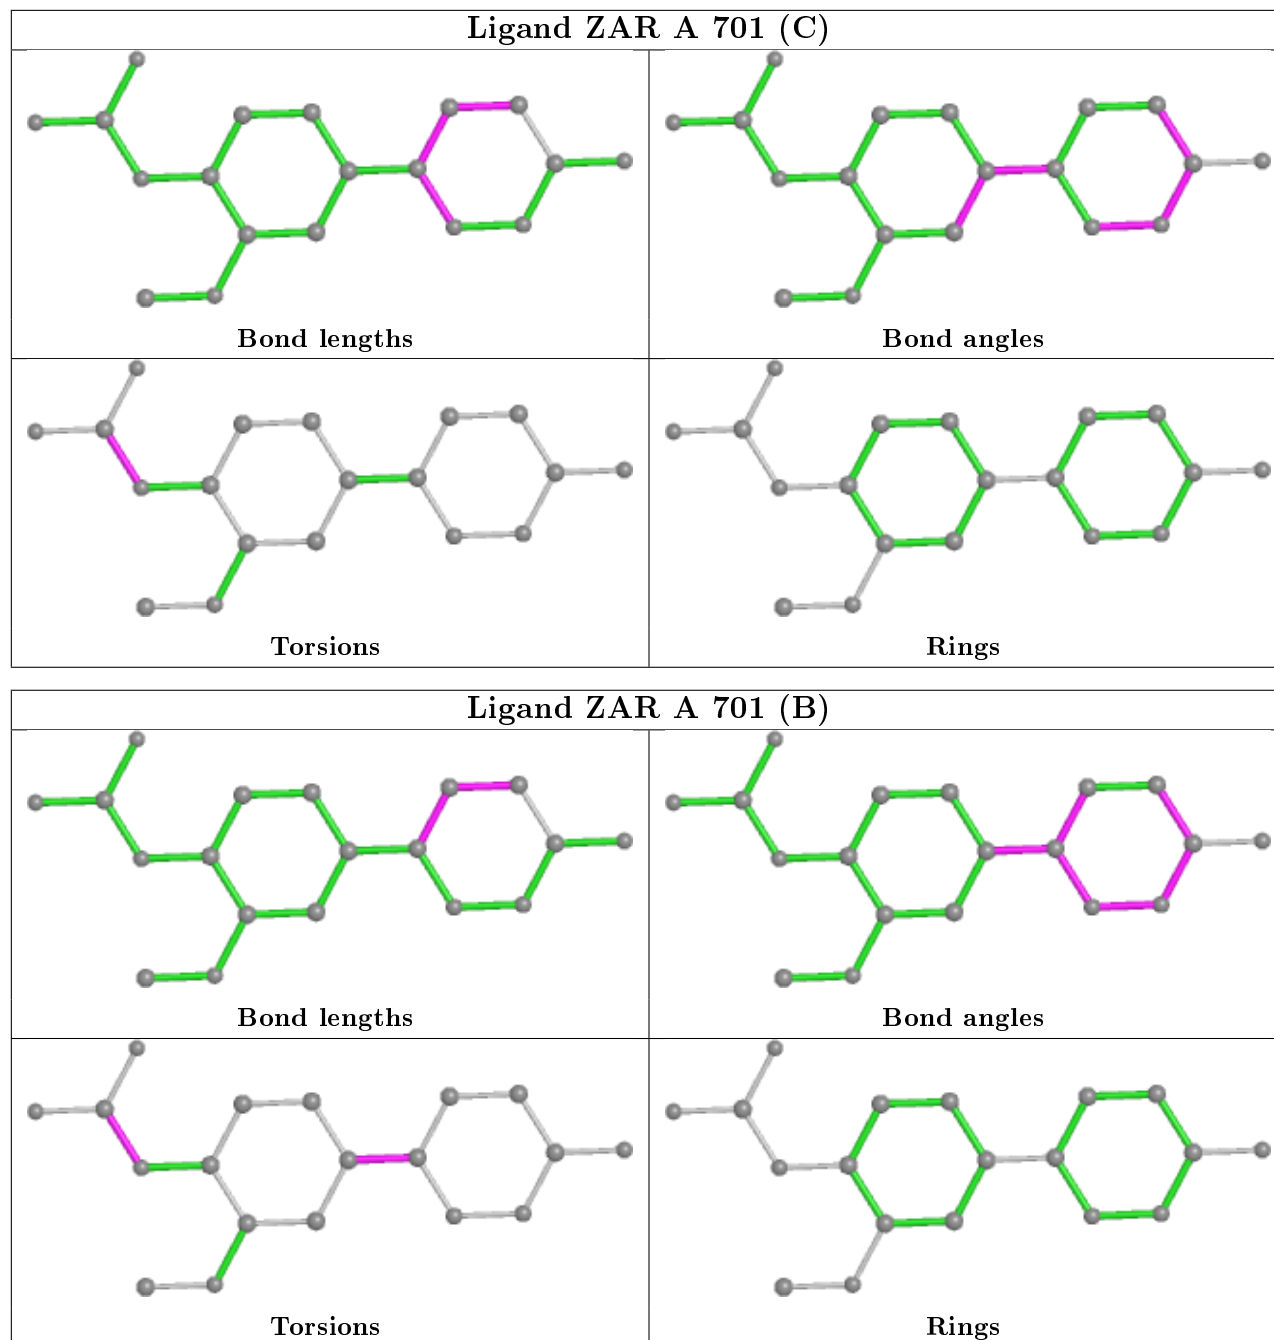 Ligand ZAR A 701 (C)
Bond lengths
Bond angles
Torsions
Rings
Ligand ZAR A 701 (B)
Bond lengths
Bond angles
Torsions
Rings